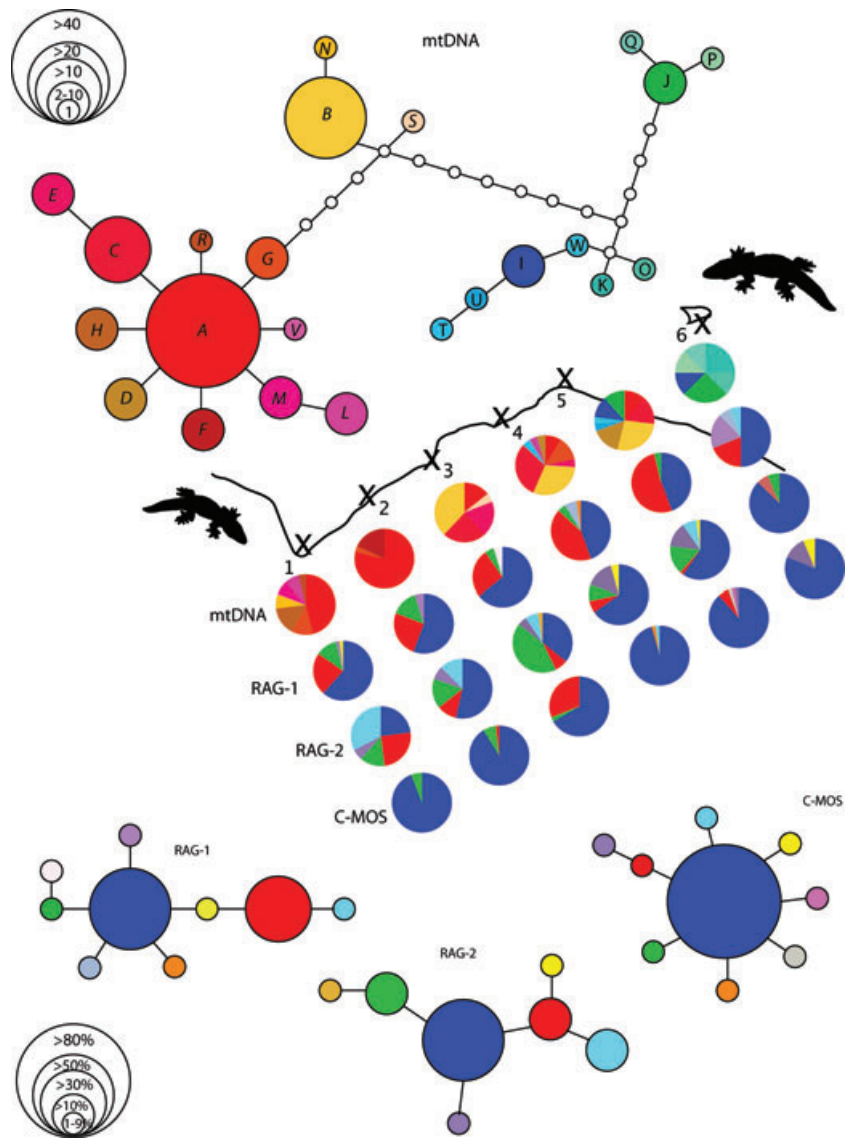 >40
>20
>10
2-10
1
mtDNA
N
B
S
Q
J
P
E
C
R
G
H
A
V
D
M
L
F
I
W
O
K
U
T
6
5
4
3
2
1
mtDNA
RAG-1
RAG-2
C-MOS
C-MOS
RAG-1
RAG-2
>80%
>50%
>30%
>10%
1-9%